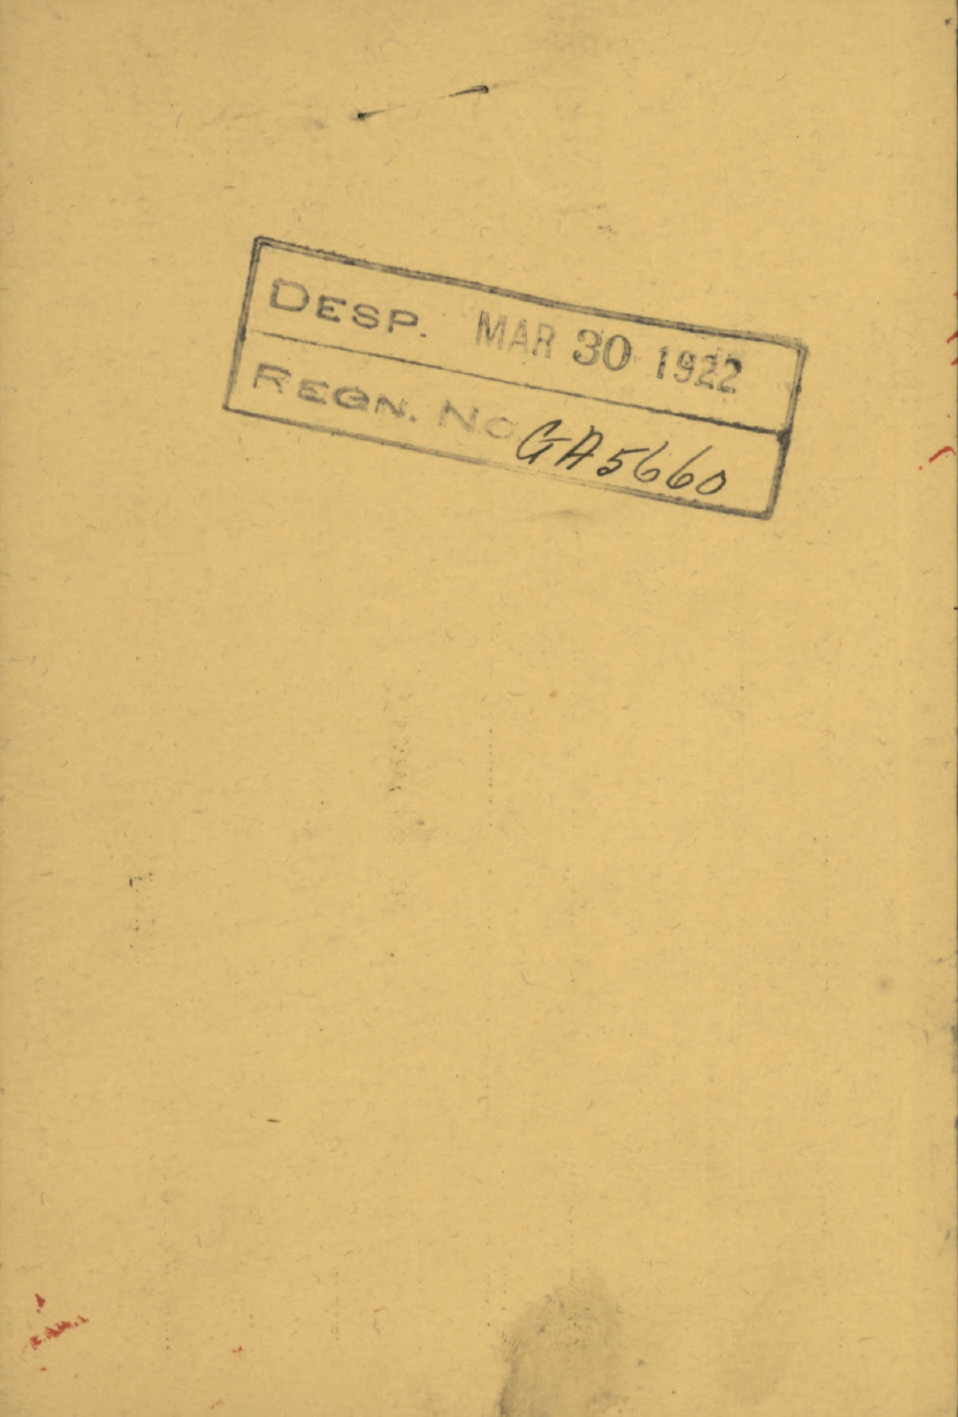 DESP. MAR 30 1922
REGN. No GA5660